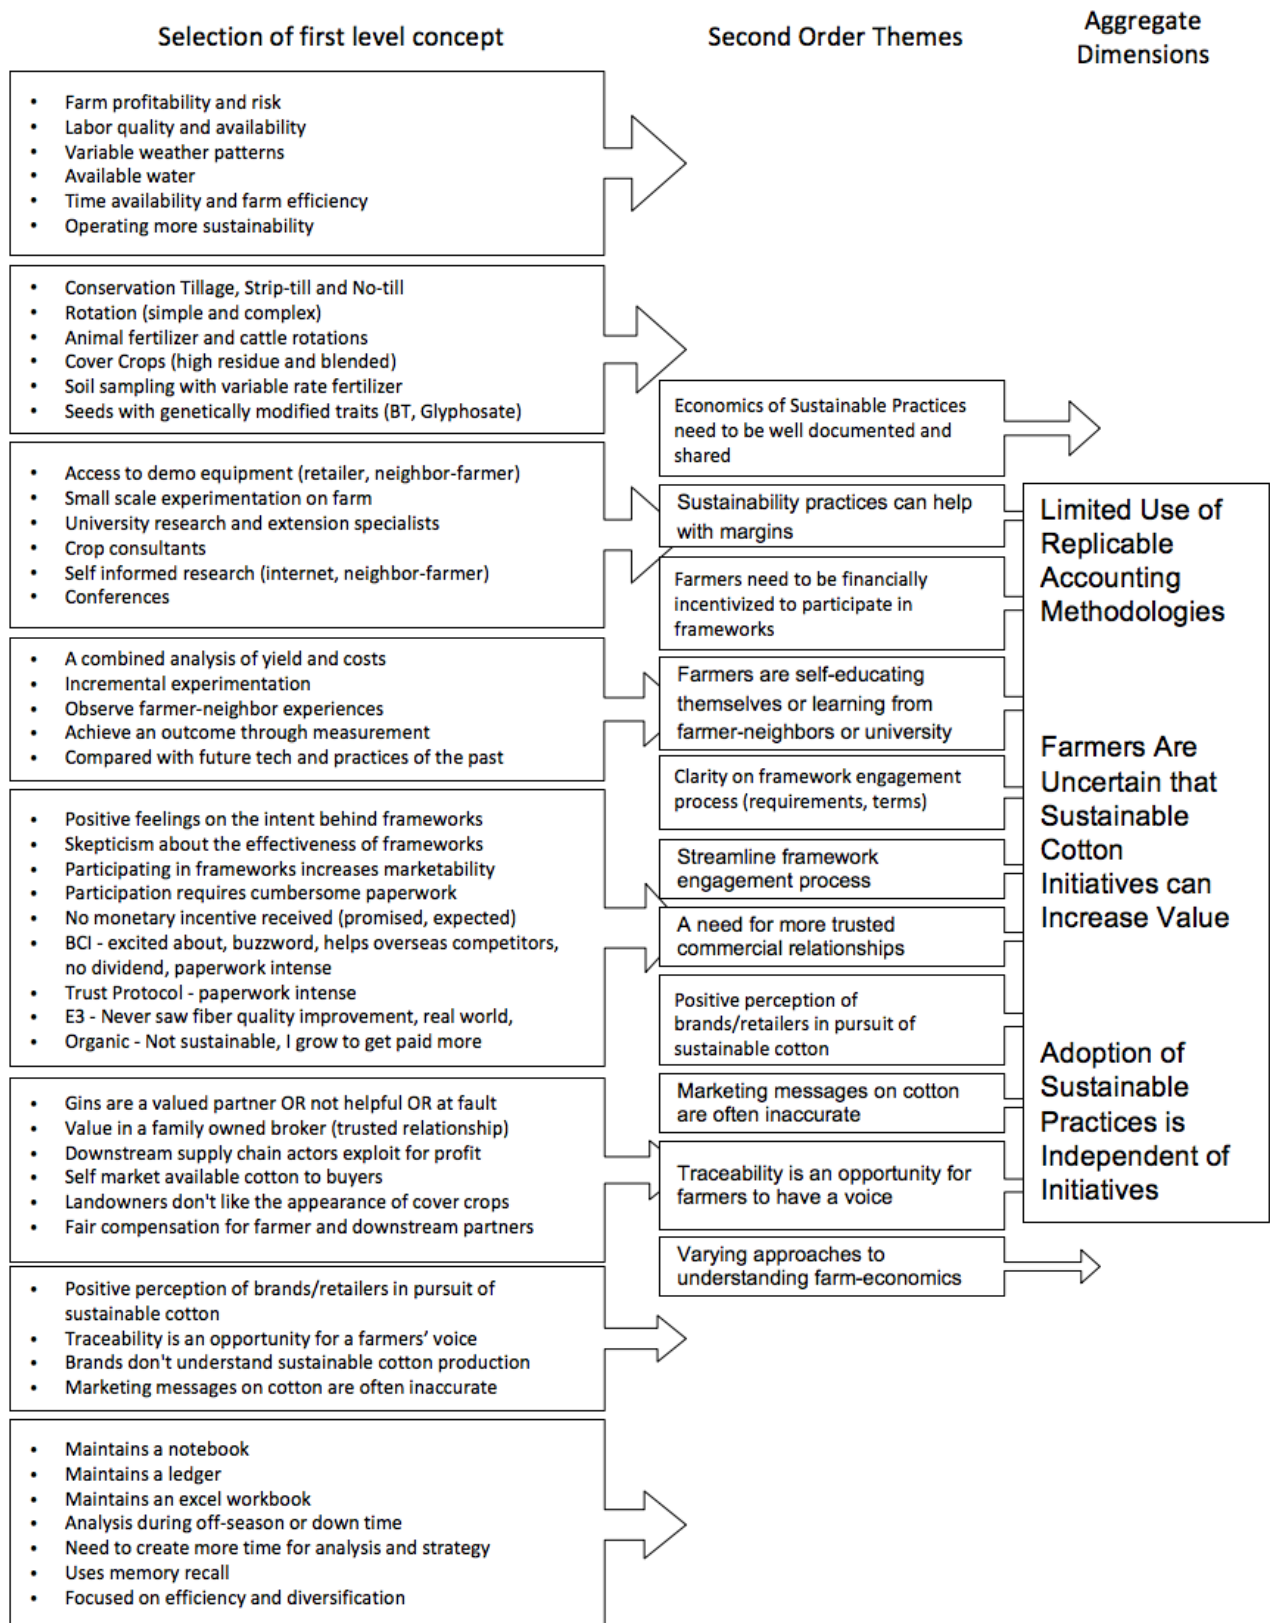 Selection of first level concept
Second Order Themes
Aggregate
Dimensions
• Farm profitability and risk
• Labor quality and availability
• Variable weather patterns
• Available water
• Time availability and farm efficiency
• Operating more sustainability
• Conservation Tillage, Strip-till and No-till
• Rotation (simple and complex)
• Animal fertilizer and cattle rotations
• Cover Crops (high residue and blended)
• Soil sampling with variable rate fertilizer
• Seeds with genetically modified traits (BT, Glyphosate)
• Access to demo equipment (retailer, neighbor-farmer)
• Small scale experimentation on farm
• University research and extension specialists
• Crop consultants
• Self informed research (internet, neighbor-farmer)
• Conferences
• A combined analysis of yield and costs
• Incremental experimentation
• Observe farmer-neighbor experiences
• Achieve an outcome through measurement
• Compared with future tech and practices of the past
• Positive feelings on the intent behind frameworks
• Skepticism about the effectiveness of frameworks
• Participating in frameworks increases marketability
• Participation requires cumbersome paperwork
• No monetary incentive received (promised, expected)
• BCI - excited about, buzzword, helps overseas competitors,
no dividend, paperwork intense
• Trust Protocol - paperwork intense
• E3 - Never saw fiber quality improvement, real world,
• Organic - Not sustainable, I grow to get paid more
• Gins are a valued partner OR not helpful OR at fault
• Value in a family owned broker (trusted relationship)
• Downstream supply chain actors exploit for profit
• Self market available cotton to buyers
• Landowners don't like the appearance of cover crops
• Fair compensation for farmer and downstream partners
• Positive perception of brands/retailers in pursuit of
sustainable cotton
• Traceability is an opportunity for a farmers’ voice
• Brands don't understand sustainable cotton production
• Marketing messages on cotton are often inaccurate
• Maintains a notebook
• Maintains a ledger
• Maintains an excel workbook
• Analysis during off-season or down time
• Need to create more time for analysis and strategy
• Uses memory recall
• Focused on efficiency and diversification
Economics of Sustainable Practices
need to be well documented and
shared
Sustainability practices can help
with margins
Farmers need to be financially
incentivized to participate in
frameworks
Farmers are self-educating
themselves or learning from
farmer-neighbors or university
Clarity on framework engagement
process (requirements, terms)
Streamline framework
engagement process
A need for more trusted
commercial relationships
Positive perception of
brands/retailers in pursuit of
sustainable cotton
Marketing messages on cotton
are often inaccurate
Traceability is an opportunity for
farmers to have a voice
Varying approaches to
understanding farm-economics
Limited Use of
Replicable
Accounting
Methodologies
Farmers Are
Uncertain that
Sustainable
Cotton
Initiatives can
Increase Value
Adoption of
Sustainable
Practices is
Independent of
Initiatives